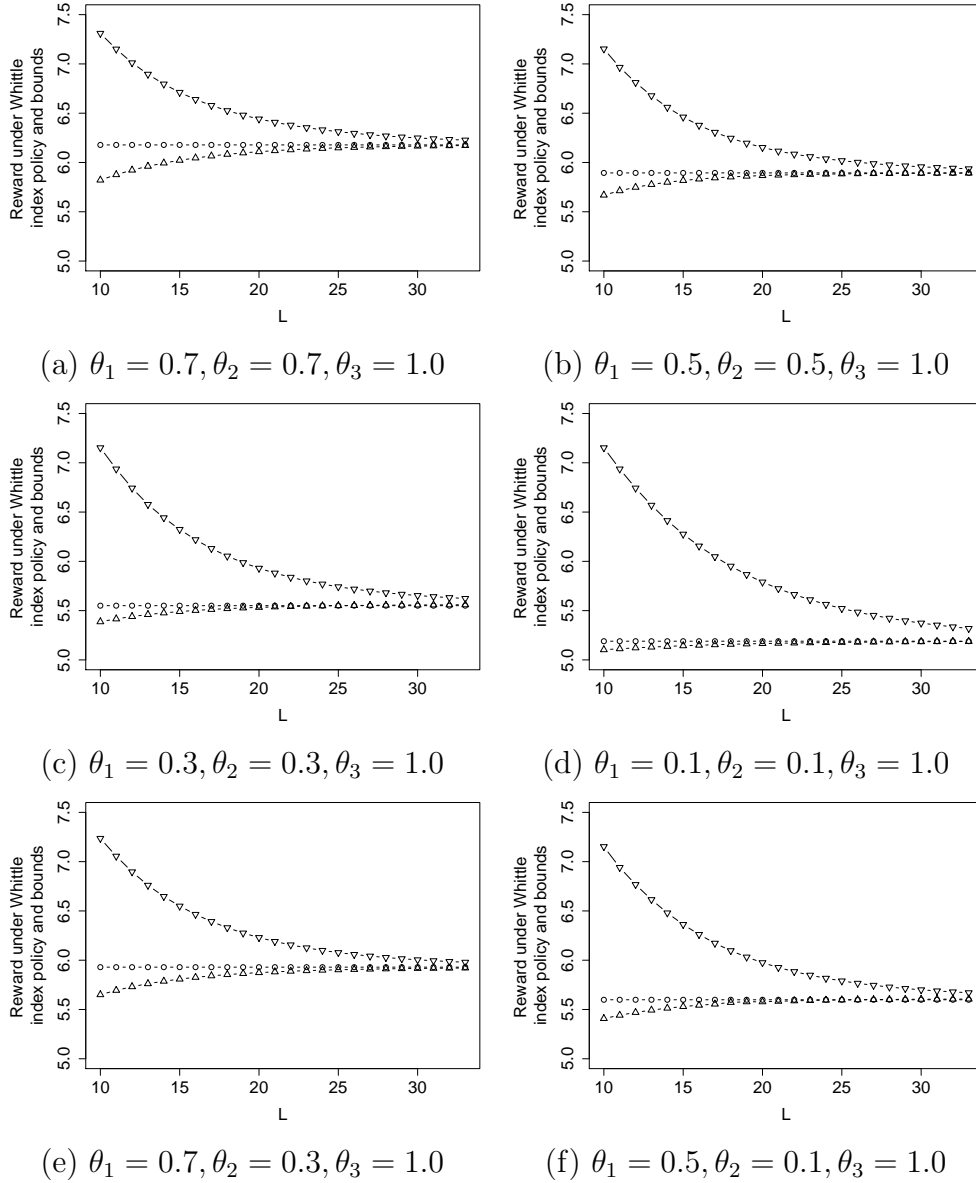 Reward under Whittle
index policy and bounds
7.5
7.0
6.5
6.0
5.5
5.0
10 15 20 25 30
L
(a) θ₁ = 0.7, θ₂ = 0.7, θ₃ = 1.0
Reward under Whittle
index policy and bounds
7.5
7.0
6.5
6.0
5.5
5.0
10 15 20 25 30
L
(b) θ₁ = 0.5, θ₂ = 0.5, θ₃ = 1.0
Reward under Whittle
index policy and bounds
7.5
7.0
6.5
6.0
5.5
5.0
10 15 20 25 30
L
(c) θ₁ = 0.3, θ₂ = 0.3, θ₃ = 1.0
Reward under Whittle
index policy and bounds
7.5
7.0
6.5
6.0
5.5
5.0
10 15 20 25 30
L
(d) θ₁ = 0.1, θ₂ = 0.1, θ₃ = 1.0
Reward under Whittle
index policy and bounds
7.5
7.0
6.5
6.0
5.5
5.0
10 15 20 25 30
L
(e) θ₁ = 0.7, θ₂ = 0.3, θ₃ = 1.0
Reward under Whittle
index policy and bounds
7.5
7.0
6.5
6.0
5.5
5.0
10 15 20 25 30
L
(f) θ₁ = 0.5, θ₂ = 0.1, θ₃ = 1.0